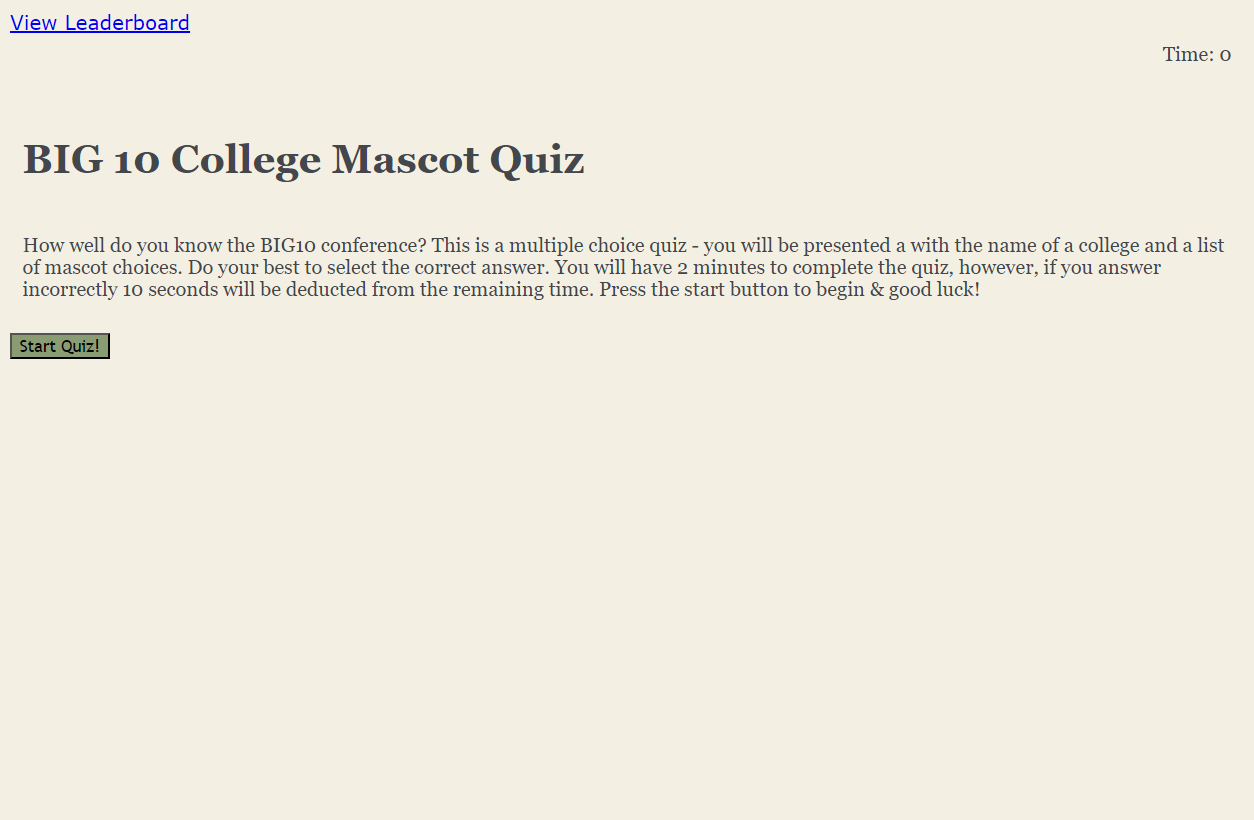 View Leaderboard
Time: 0
BIG 10 College Mascot Quiz
How well do you know the BIG10 conference? This is a multiple choice quiz - you will be presented a with the name of a college and a list
of mascot choices. Do your best to select the correct answer. You will have 2 minutes to complete the quiz, however, if you answer
incorrectly 10 seconds will be deducted from the remaining time. Press the start button to begin & good luck!
Start Quiz!